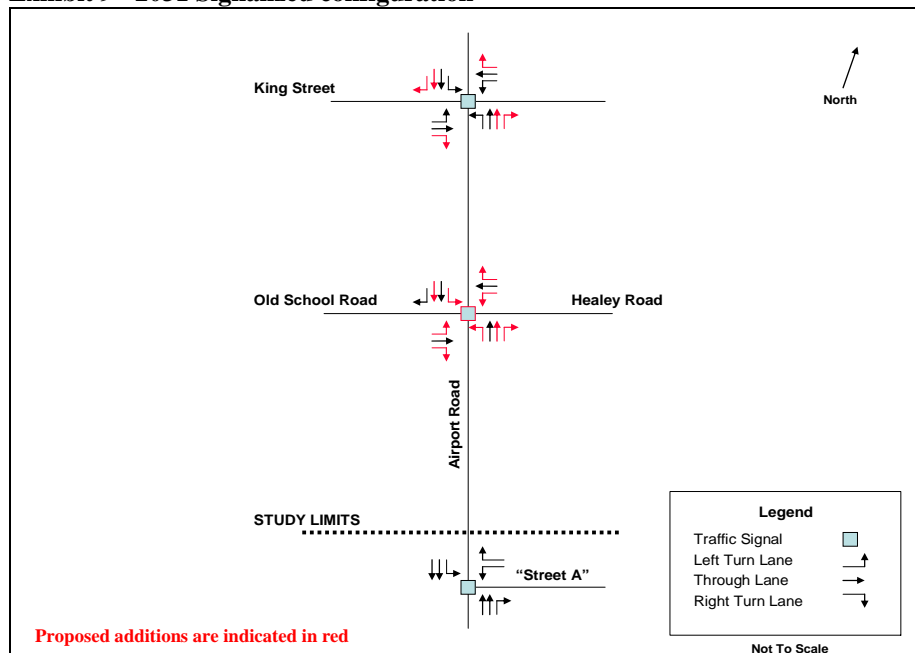 King Street
North
Old School Road
Healey Road
Airport Road
STUDY LIMITS
"Street A"
Legend
Traffic Signal
Left Turn Lane
Through Lane
Right Turn Lane
Proposed additions are indicated in red
Not To Scale